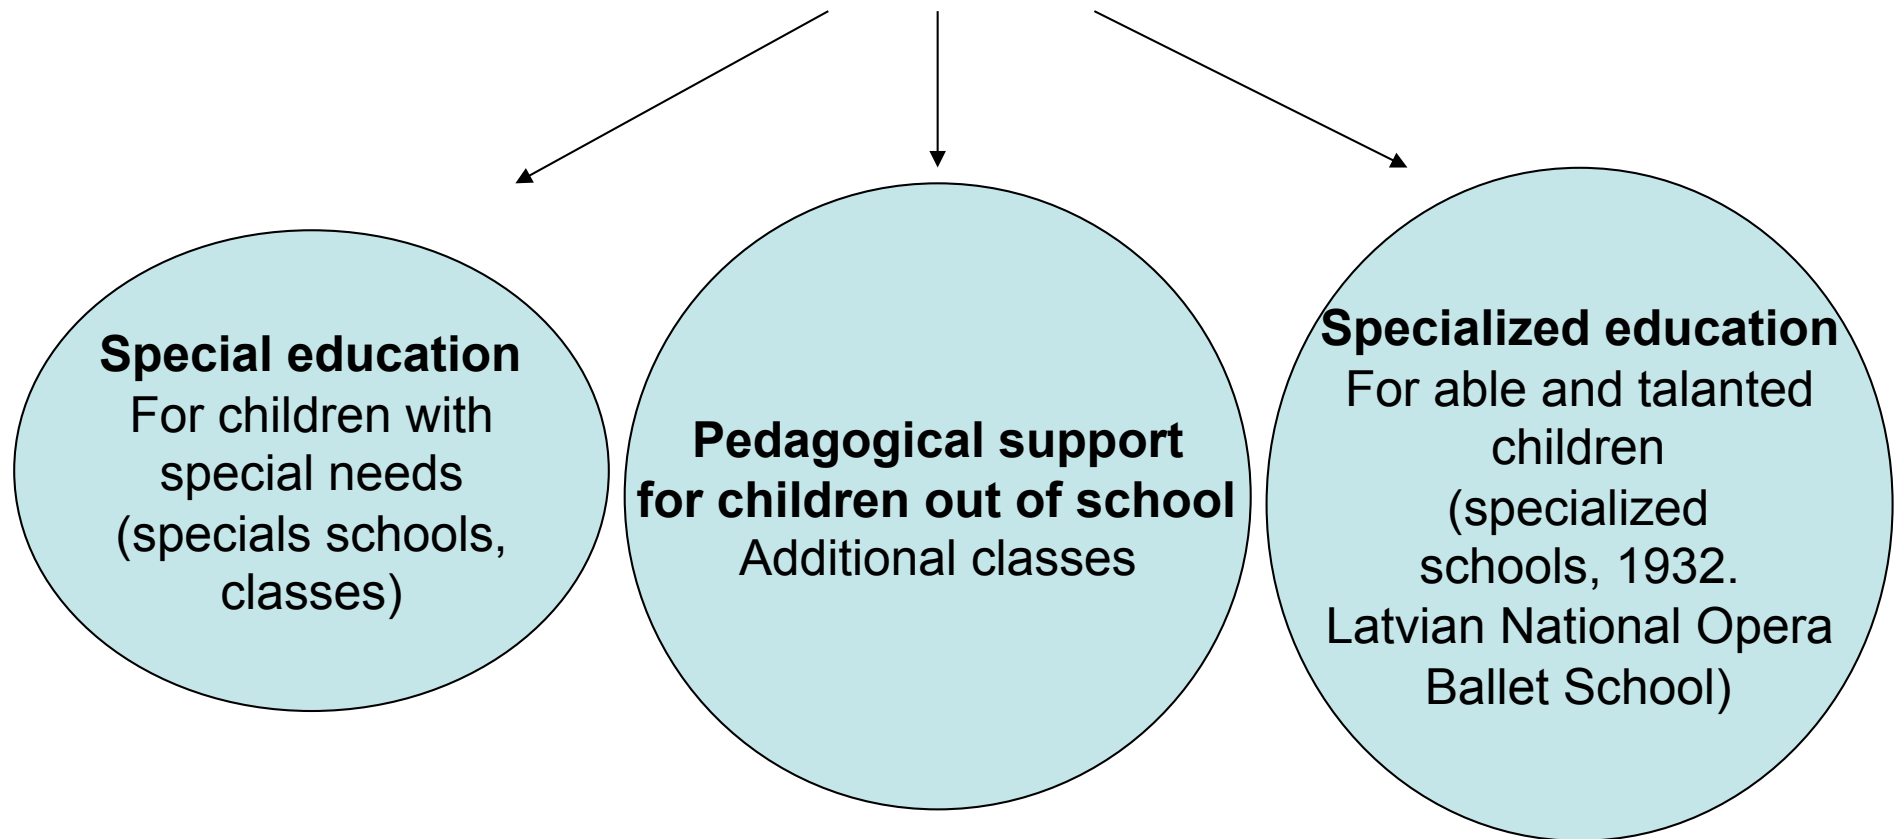 Special education
For children with
special needs
(specials schools,
classes)
Pedagogical support
for children out of school
Additional classes
Specialized education
For able and talanted
children
(specialized
schools, 1932.
Latvian National Opera
Ballet School)